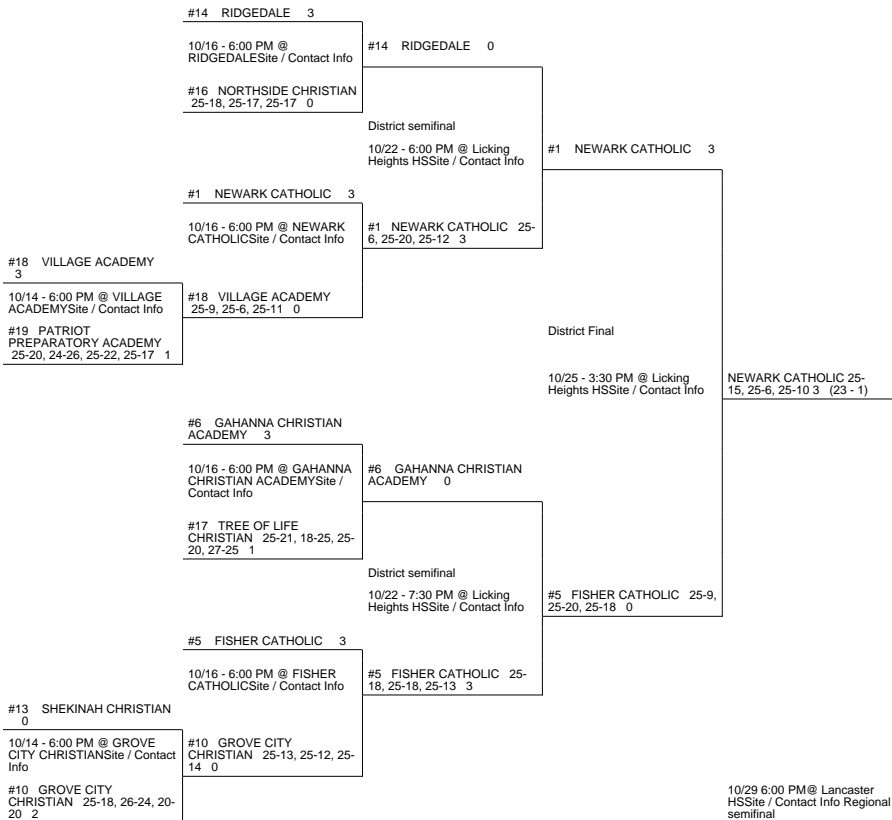 #14 RIDGEDALE 3
10/16 - 6:00 PM @
RIDGEDALESite / Contact Info
#14 RIDGEDALE 0
#16 NORTHSIDE CHRISTIAN
25-18, 25-17, 25-17 0
District semifinal
10/22 - 6:00 PM @ Licking
Heights HSSite / Contact Info
#1 NEWARK CATHOLIC 3
#1 NEWARK CATHOLIC 3
10/16 - 6:00 PM @ NEWARK
CATHOLICSite / Contact Info
#1 NEWARK CATHOLIC 25-
6, 25-20, 25-12 3
#18 VILLAGE ACADEMY
3
10/14 - 6:00 PM @ VILLAGE
ACADEMYSite / Contact Info
#18 VILLAGE ACADEMY
25-9, 25-6, 25-11 0
#19 PATRIOT
PREPARATORY ACADEMY
25-20, 24-26, 25-22, 25-17 1
District Final
10/25 - 3:30 PM @ Licking
Heights HSSite / Contact Info
NEWARK CATHOLIC 25-
15, 25-6, 25-10 3 (23 - 1)
#6 GAHANNA CHRISTIAN
ACADEMY 3
10/16 - 6:00 PM @ GAHANNA
CHRISTIAN ACADEMYSite /
Contact Info
#6 GAHANNA CHRISTIAN
ACADEMY 0
#17 TREE OF LIFE
CHRISTIAN 25-21, 18-25, 25-
20, 27-25 1
District semifinal
10/22 - 7:30 PM @ Licking
Heights HSSite / Contact Info
#5 FISHER CATHOLIC 25-9,
25-20, 25-18 0
#5 FISHER CATHOLIC 3
10/16 - 6:00 PM @ FISHER
CATHOLICSite / Contact Info
#5 FISHER CATHOLIC 25-
18, 25-18, 25-13 3
#13 SHEKINAH CHRISTIAN
0
10/14 - 6:00 PM @ GROVE
CITY CHRISTIANSite / Contact
Info
#10 GROVE CITY
CHRISTIAN 25-13, 25-12, 25-
14 0
#10 GROVE CITY
CHRISTIAN 25-18, 26-24, 20-
20 2
10/29 6:00 PM@ Lancaster
HSSite / Contact Info Regional
semifinal